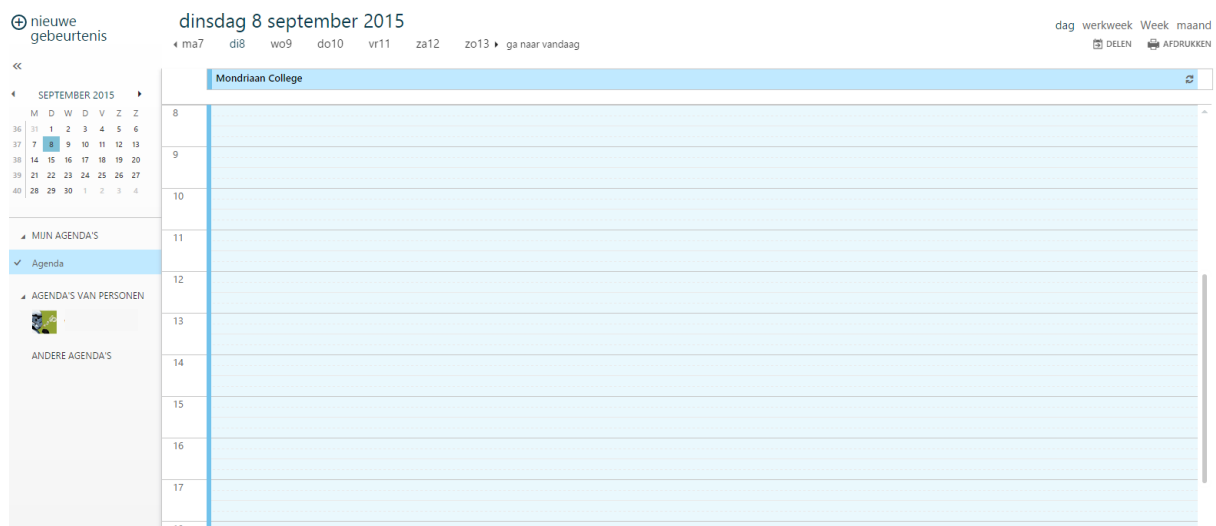 nieuwe
gebeurtenis
dinsdag 8 september 2015
ma7 di8 wo9 do10 vr11 za12 zo13 ga naar vandaag
dag werkweek Week maand
DELEN AFDRUKKEN
«
SEPTEMBER 2015
M D W D V Z Z
36 31 1 2 3 4 5 6
37 7 8 9 10 11 12 13
38 14 15 16 17 18 19 20
39 21 22 23 24 25 26 27
40 28 29 30 1 2 3 4
MIJN AGENDA'S
Agenda
AGENDA'S VAN PERSONEN
ANDERE AGENDA'S
Mondriaan College
8
9
10
11
12
13
14
15
16
17